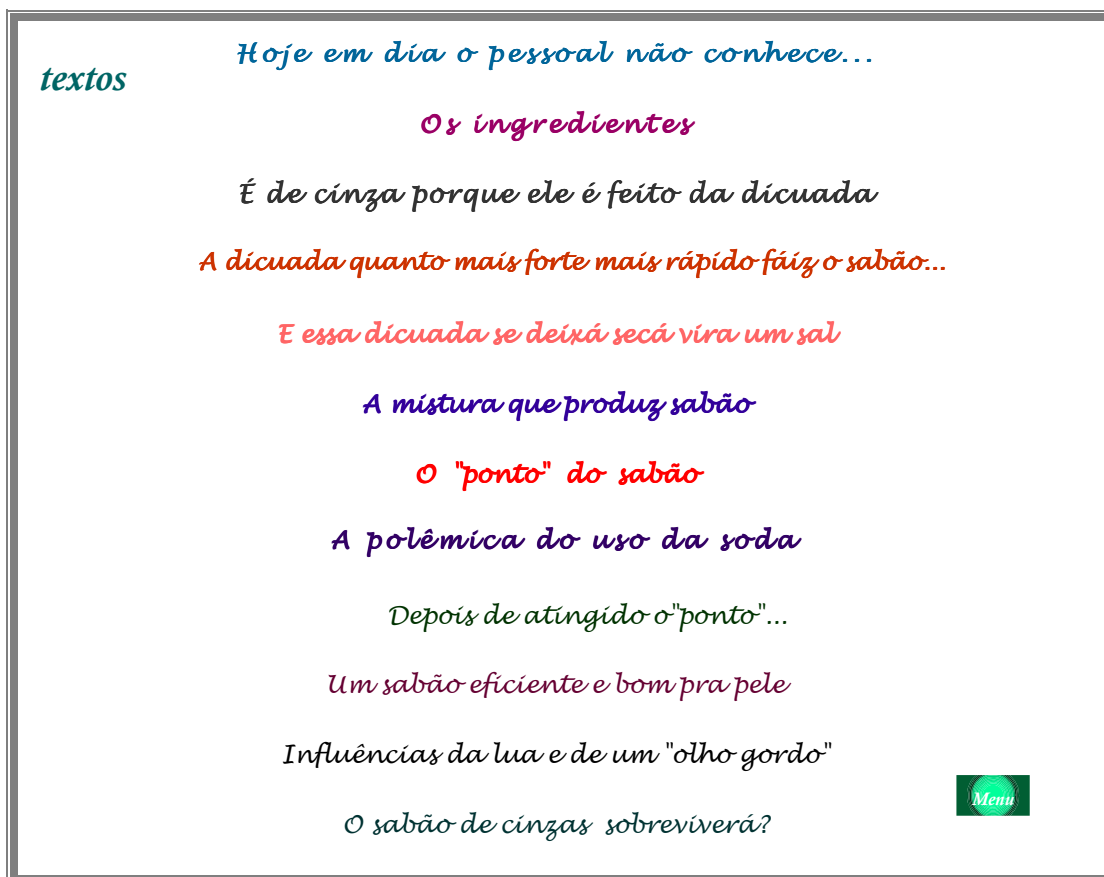 Hoje em dia o pessoal não conhece...
textos
Os ingredientes
É de cinza porque ele é feito da dicuada
A dicuada quanto mais forte mais rápido fáiz o sabão...
E essa dicuada se deixá secá vira um sal
A mistura que produz sabão
O "ponto" do sabão
A polêmica do uso da soda
Depois de atingido o"ponto"...
Um sabão eficiente e bom pra pele
Influências da lua e de um "olho gordo"
Menu
O sabão de cinzas sobreviverá?